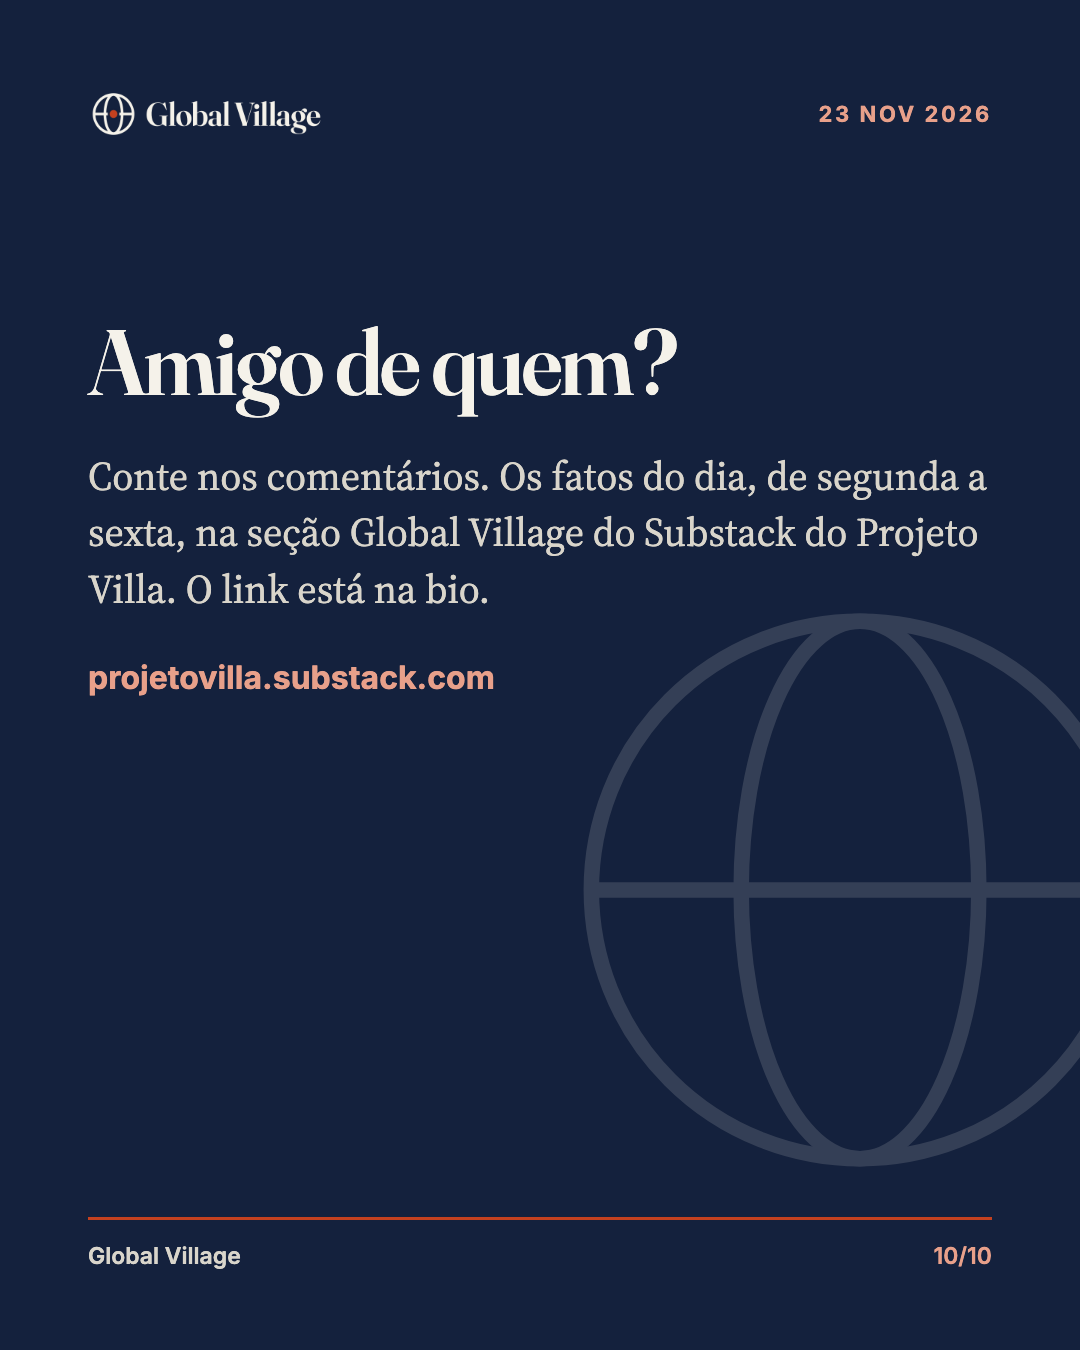 Global Village
23 NOV 2026
Amigo de quem?
Conte nos comentários. Os fatos do dia, de segunda a
sexta, na seção Global Village do Substack do Projeto
Villa. O link está na bio.
projetovilla.substack.com
Global Village
10/10